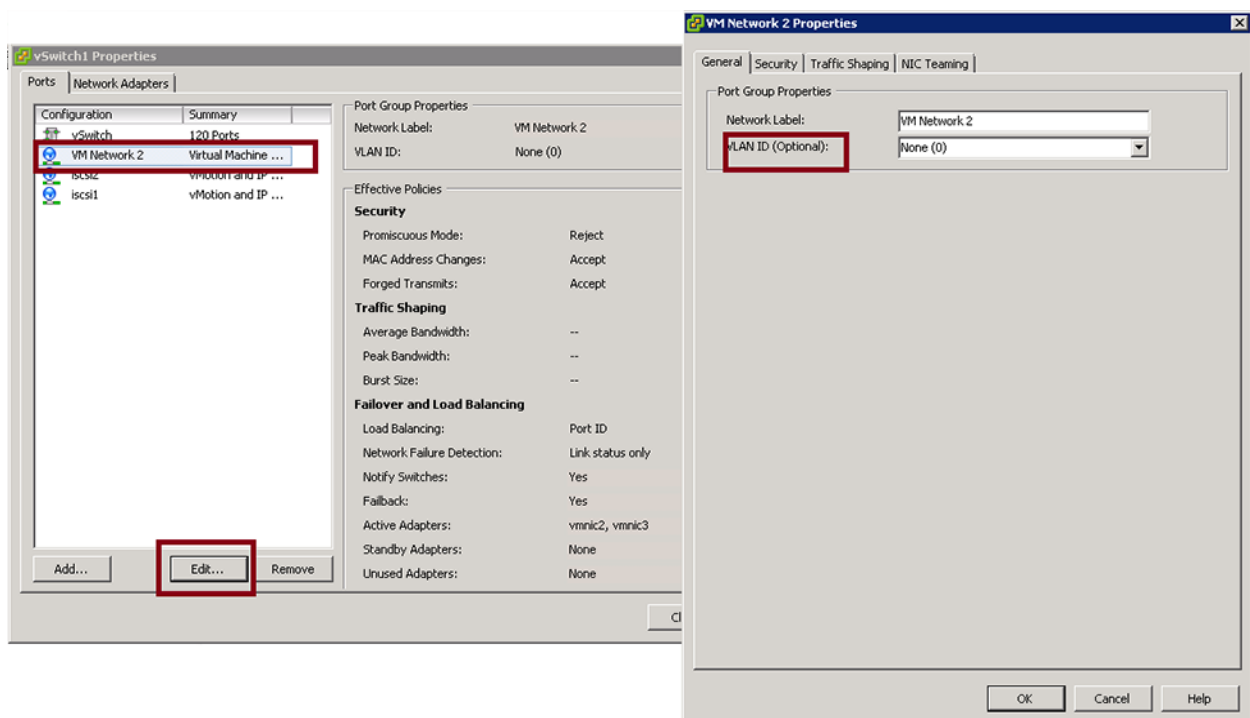 vSwitch1 Properties
Ports Network Adapters
Configuration Summary
vSwitch 120 Ports
VM Network 2 Virtual Machine ...
iscsi2 vMotion and IP ...
iscsi1 vMotion and IP ...
Add... Edit... Remove
Port Group Properties
Network Label: VM Network 2
VLAN ID: None (0)
Effective Policies
Security
Promiscuous Mode: Reject
MAC Address Changes: Accept
Forged Transmits: Accept
Traffic Shaping
Average Bandwidth: --
Peak Bandwidth: --
Burst Size: --
Failover and Load Balancing
Load Balancing: Port ID
Network Failure Detection: Link status only
Notify Switches: Yes
Failback: Yes
Active Adapters: vmnic2, vmnic3
Standby Adapters: None
Unused Adapters: None
Cl
VM Network 2 Properties
General Security Traffic Shaping NIC Teaming
Port Group Properties
Network Label: VM Network 2
VLAN ID (Optional): None (0)
OK Cancel Help